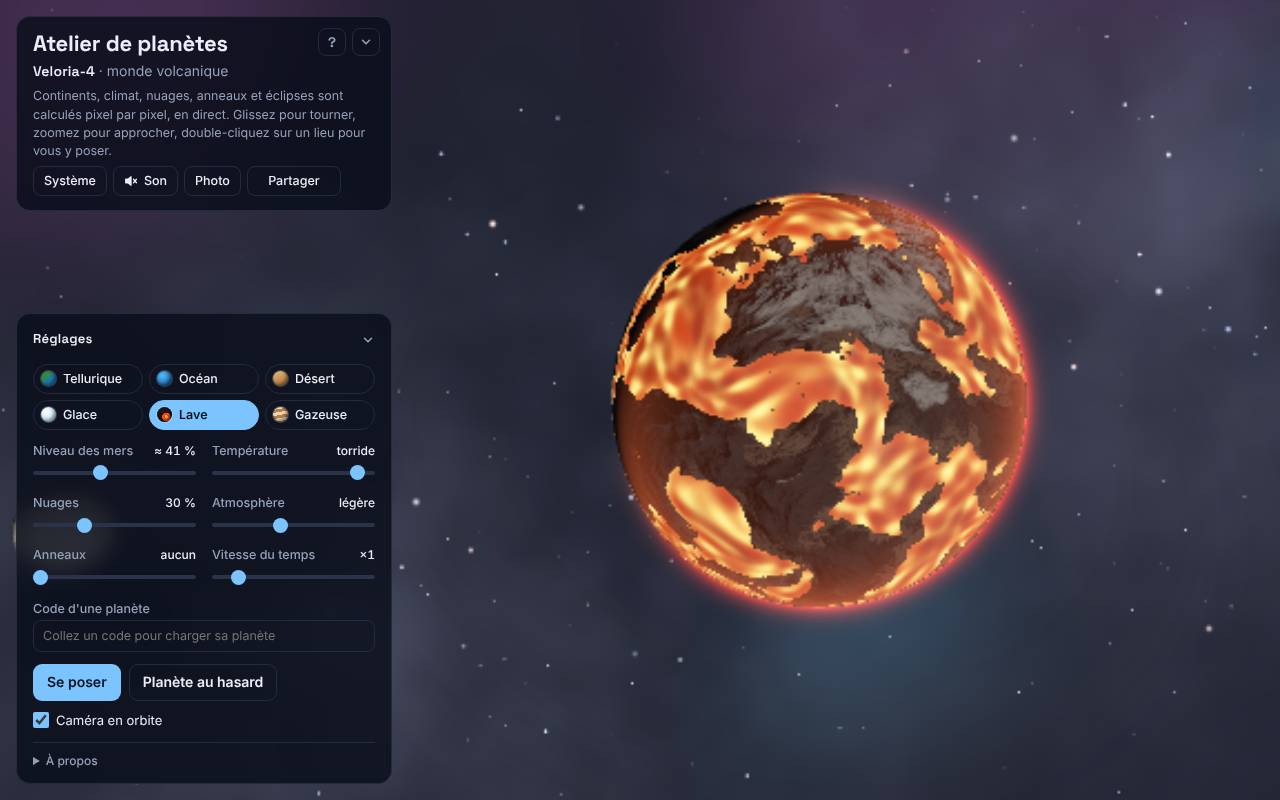 Atelier de planètes
?
Veloria-4 · monde volcanique
Continents, climat, nuages, anneaux et éclipses sont
calculés pixel par pixel, en direct. Glissez pour tourner,
zoomez pour approcher, double-cliquez sur un lieu pour
vous y poser.
Système Son Photo Partager
Réglages
Tellurique Océan Désert
Glace Lave Gazeuse
Niveau des mers ≈ 41 % Température torride
Nuages 30 % Atmosphère légère
Anneaux aucun Vitesse du temps ×1
Code d'une planète
Collez un code pour charger sa planète
Se poser Planète au hasard
Caméra en orbite
À propos